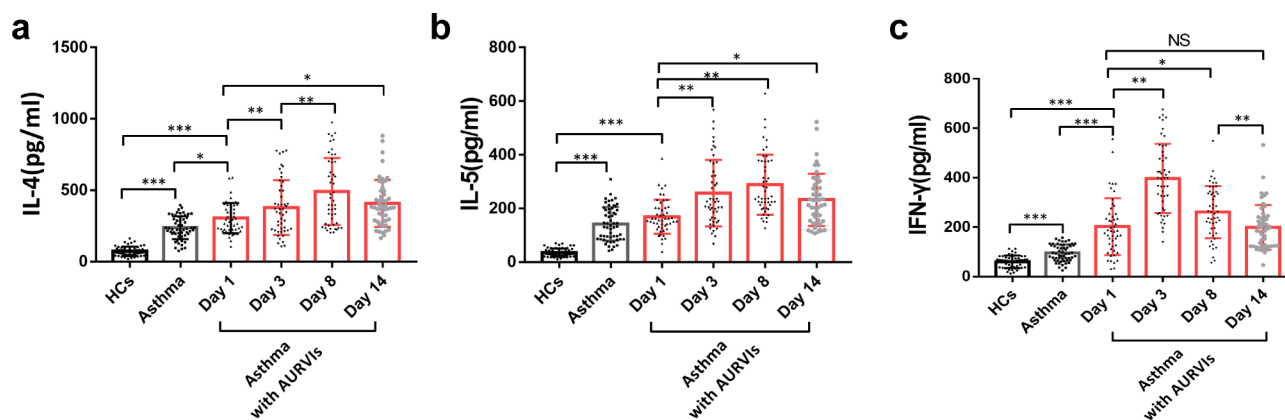 a
IL-4(pg/ml)
1500
1000
500
0
***
***
*
**
**
*
HCs
Asthma
Day 1
Day 3
Day 8
Day 14
Asthma
with AURVIs
b
IL-5(pg/ml)
800
600
400
200
0
***
***
**
**
*
HCs
Asthma
Day 1
Day 3
Day 8
Day 14
Asthma
with AURVIs
c
IFN-γ(pg/ml)
800
600
400
200
0
NS
*
**
***
***
**
***
HCs
Asthma
Day 1
Day 3
Day 8
Day 14
Asthma
with AURVIs